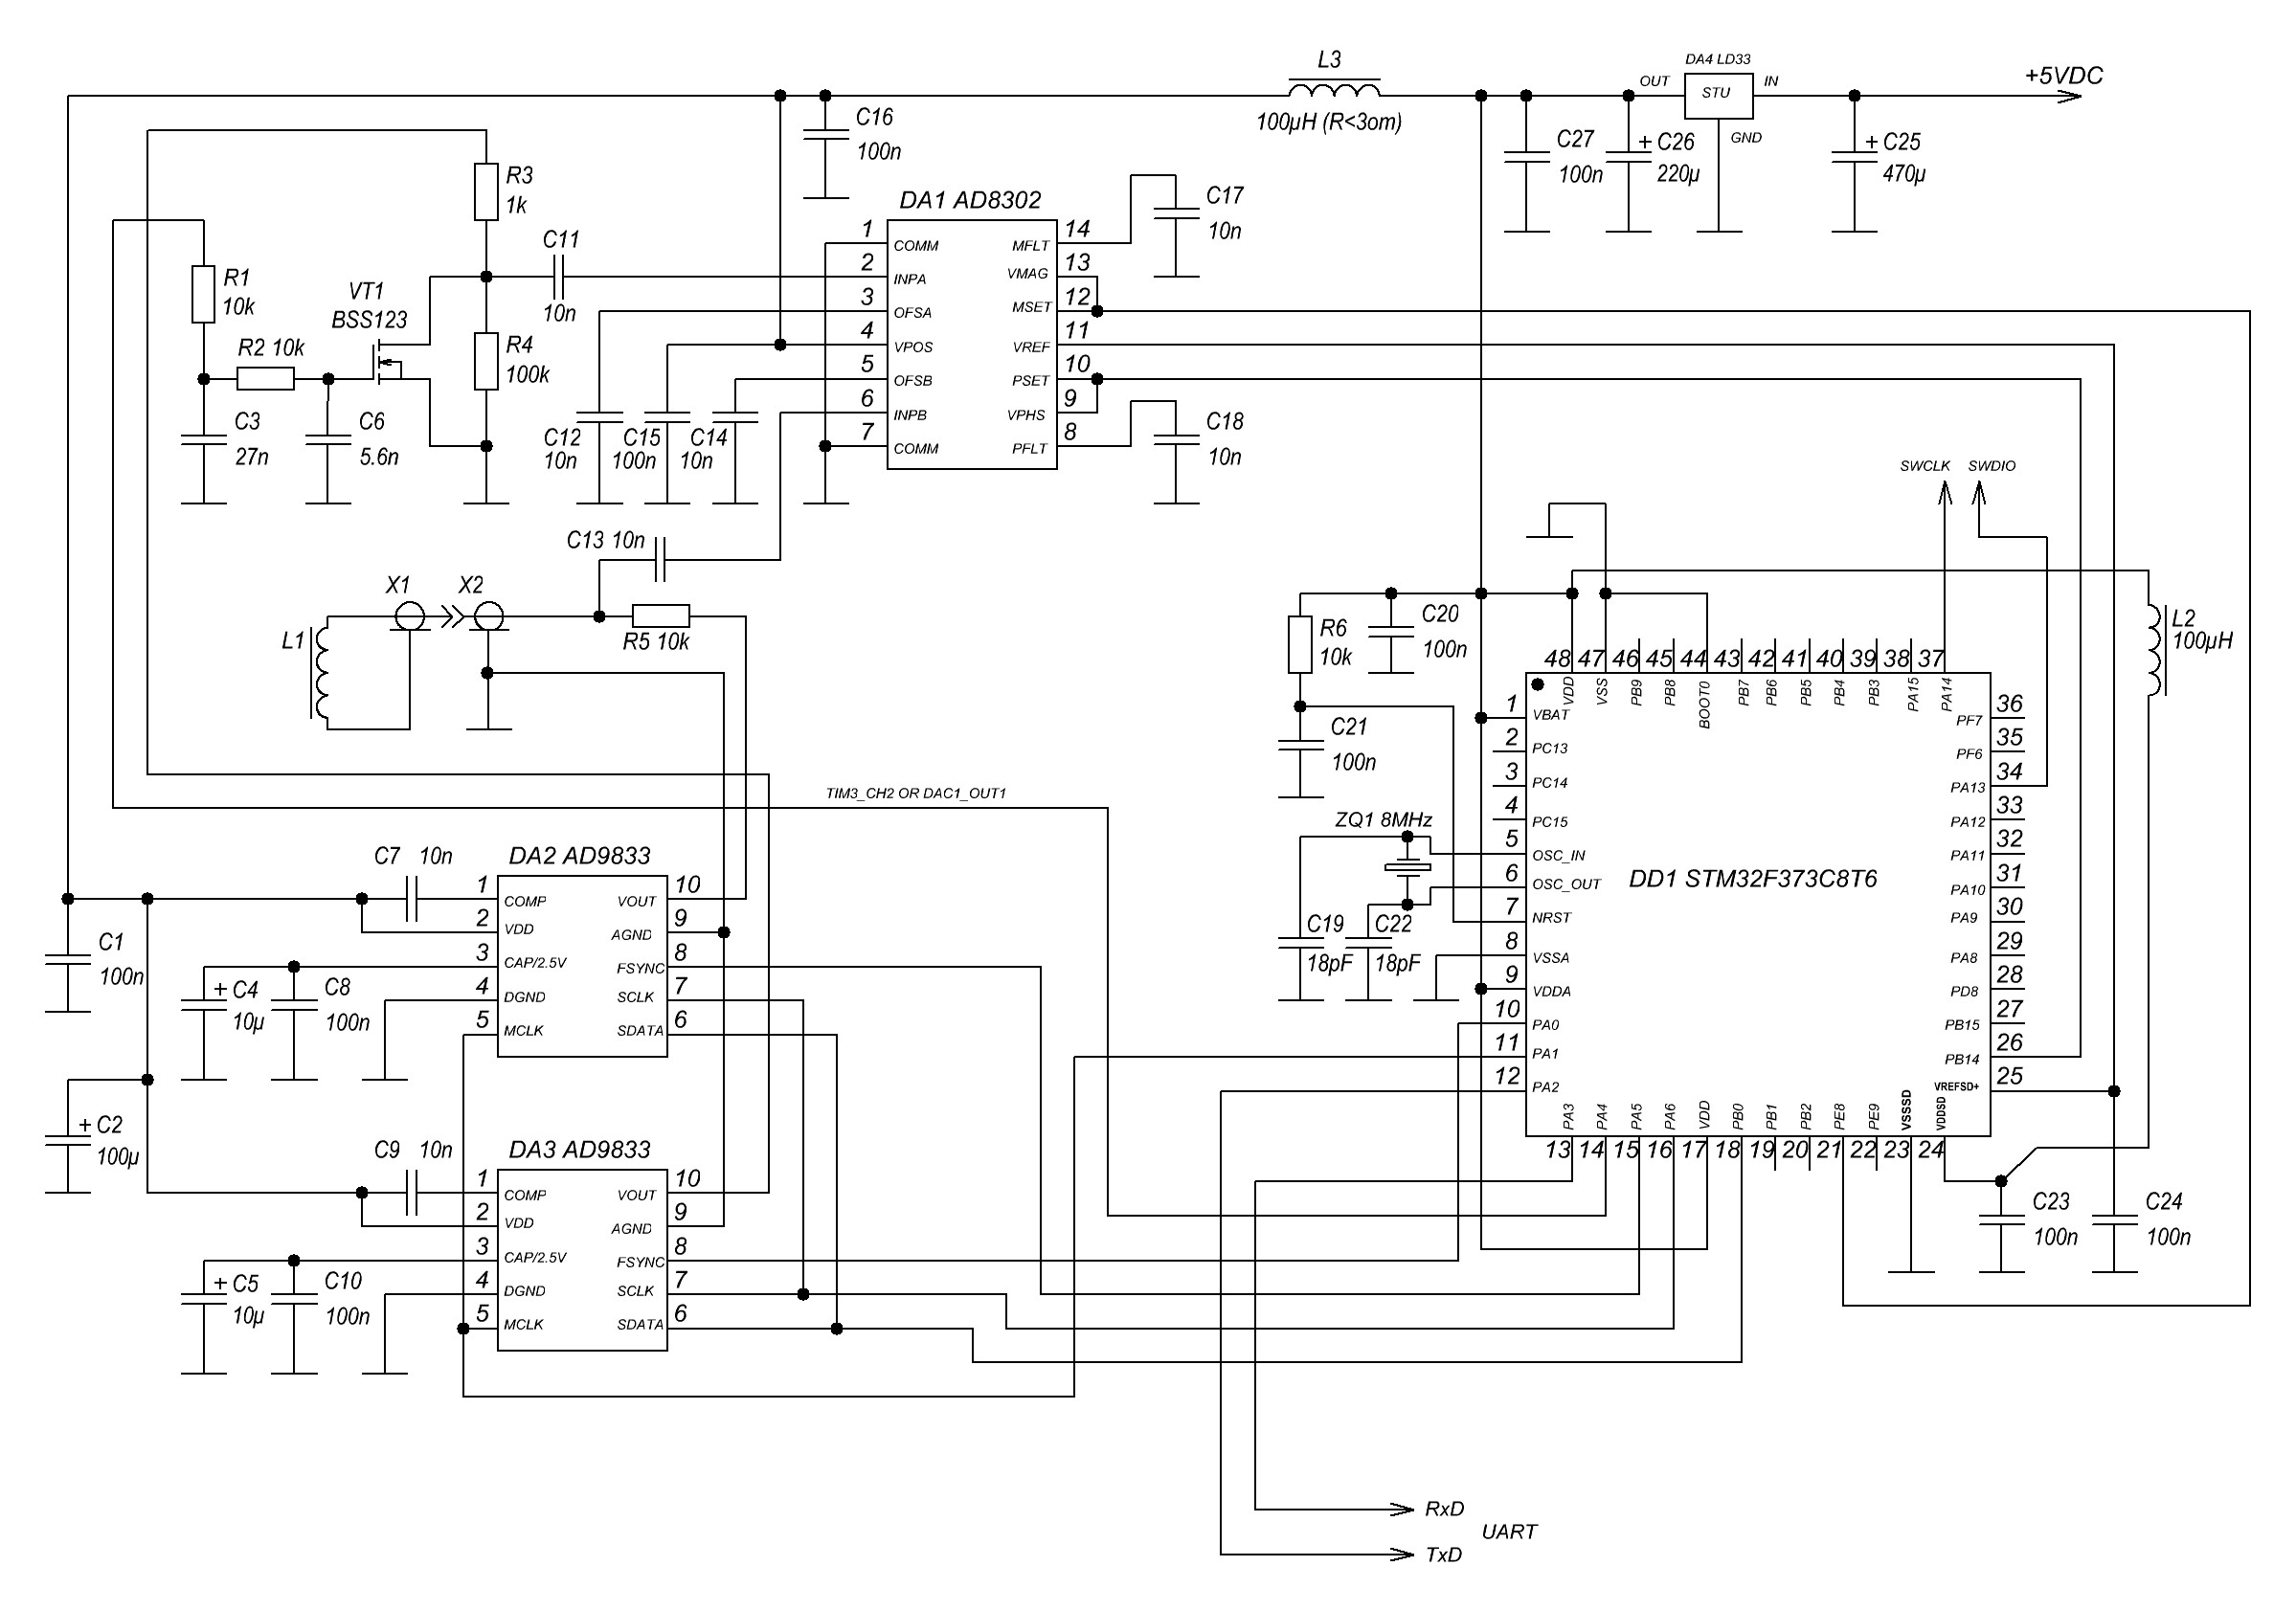 L3
100µH (R<3om)
DA4 LD33
OUT
STU
IN
GND
+5VDC
C16
100n
C27
100n
+ C26
220µ
+ C25
470µ
R3
1k
R1
10k
VT1
BSS123
R2 10k
C3
27n
C6
5.6n
R4
100k
C11
10n
C12
10n
C15
100n
C14
10n
DA1 AD8302
1 COMM
2 INPA
3 OFSA
4 VPOS
5 OFSB
6 INPB
7 COMM
MFLT 14
VMAG 13
MSET 12
VREF 11
PSET 10
VPHS 9
PFLT 8
C17
10n
C18
10n
C13 10n
X1
X2
L1
R5 10k
SWCLK
SWDIO
R6
10k
C20
100n
C21
100n
L2
100µH
ZQ1 8MHz
C19
18pF
C22
18pF
TIM3_CH2 OR DAC1_OUT1
DD1 STM32F373C8T6
48 47 46 45 44 43 42 41 40 39 38 37
VDD VSS PB9 PB8 BOOT0 PB7 PB6 PB5 PB4 PB3 PA15 PA14
1 VBAT
2 PC13
3 PC14
4 PC15
5 OSC_IN
6 OSC_OUT
7 NRST
8 VSSA
9 VDDA
10 PA0
11 PA1
12 PA2
PF7 36
PF6 35
PA13 34
PA12 33
PA11 32
PA10 31
PA9 30
PA8 29
PD8 28
PB15 27
PB14 26
VREFSD+ 25
PA3 PA4 PA5 PA6 VDD PB0 PB1 PB2 PE8 PE9 VSSSD VDDSD
13 14 15 16 17 18 19 20 21 22 23 24
C23
100n
C24
100n
C7 10n
DA2 AD9833
1 COMP
2 VDD
3 CAP/2.5V
4 DGND
5 MCLK
VOUT 10
AGND 9
FSYNC 8
SCLK 7
SDATA 6
C1
100n
+ C4
10µ
C8
100n
+ C2
100µ
C9 10n
DA3 AD9833
1 COMP
2 VDD
3 CAP/2.5V
4 DGND
5 MCLK
VOUT 10
AGND 9
FSYNC 8
SCLK 7
SDATA 6
+ C5
10µ
C10
100n
RxD
UART
TxD